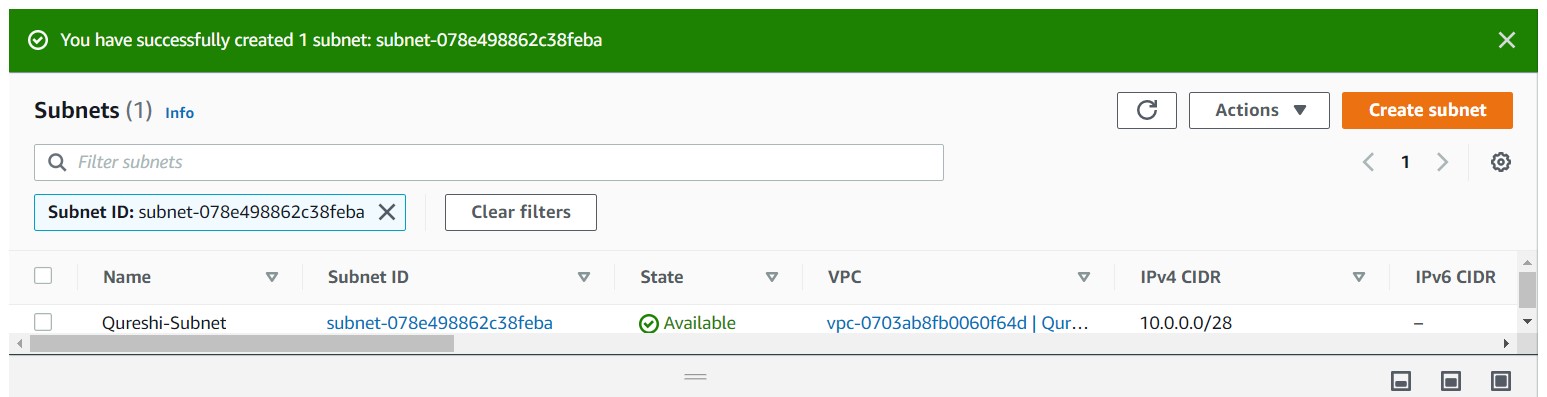 You have successfully created 1 subnet: subnet-078e498862c38feba
Subnets (1) Info
Actions
Create subnet
Filter subnets
1
Subnet ID: subnet-078e498862c38feba
Clear filters
Name Subnet ID State VPC IPv4 CIDR IPv6 CIDR
Qureshi-Subnet subnet-078e498862c38feba Available vpc-0703ab8fb0060f64d | Qur... 10.0.0.0/28 –